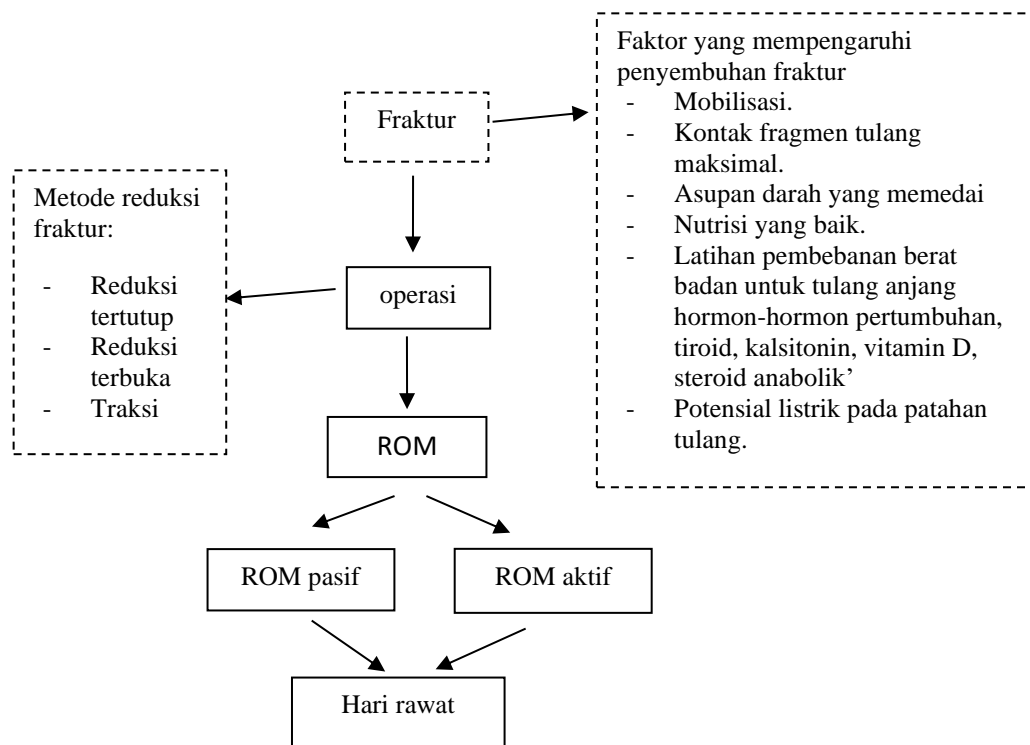 Faktor yang mempengaruhi
penyembuhan fraktur
- Mobilisasi.
- Kontak fragmen tulang
maksimal.
- Asupan darah yang memedai
- Nutrisi yang baik.
- Latihan pembebanan berat
badan untuk tulang anjang
hormon-hormon pertumbuhan,
tiroid, kalsitonin, vitamin D,
steroid anabolik’
- Potensial listrik pada patahan
tulang.
Fraktur
Metode reduksi
fraktur:
- Reduksi
tertutup
- Reduksi
terbuka
- Traksi
operasi
ROM
ROM pasif
ROM aktif
Hari rawat